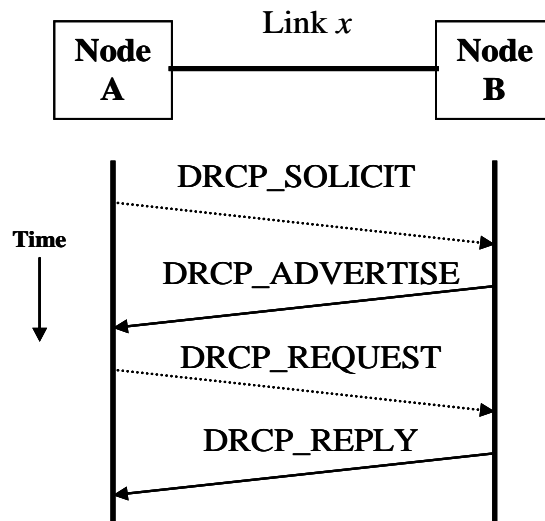 Link x
Node
A
Node
B
DRCP_SOLICIT
Time
DRCP_ADVERTISE
DRCP_REQUEST
DRCP_REPLY